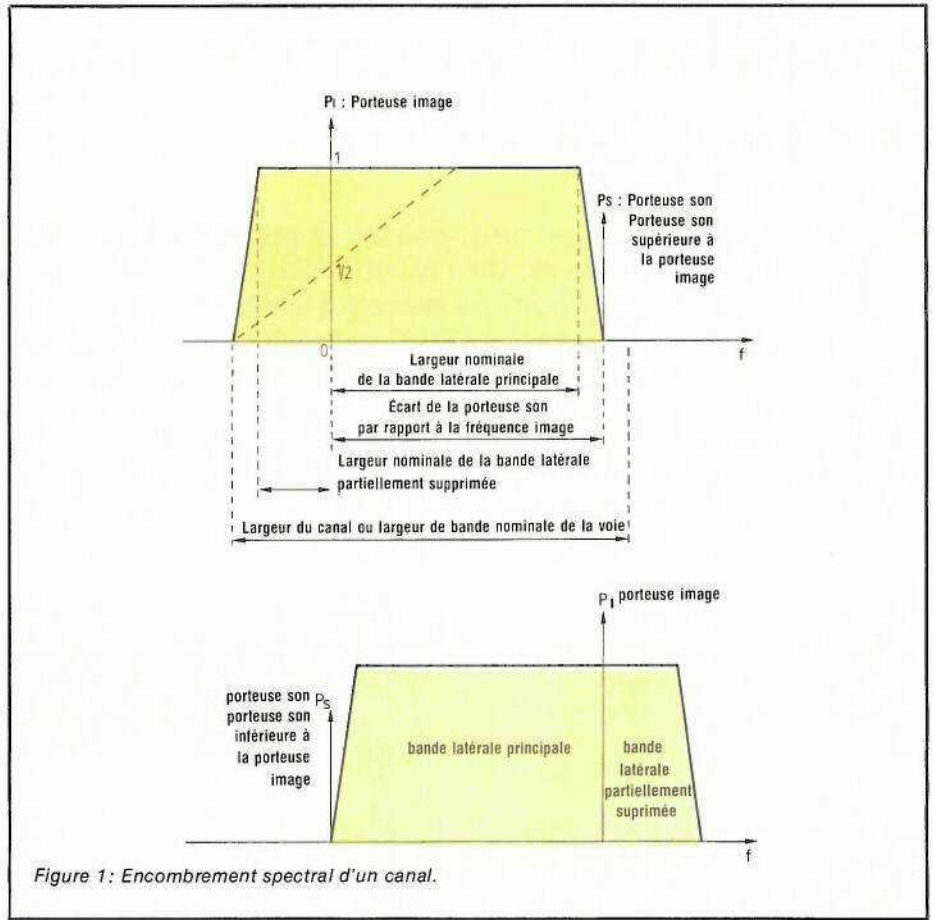 PI : Porteuse image
1
Ps : Porteuse son
Porteuse son
supérieure à
la porteuse
image
1/2
0
f
Largeur nominale
de la bande latérale principale
Écart de la porteuse son
par rapport à la fréquence image
Largeur nominale de la bande latérale
partiellement supprimée
Largeur du canal ou largeur de bande nominale de la voie
PI porteuse image
porteuse son PS
porteuse son
inférieure à
la porteuse
image
bande latérale principale
bande
latérale
partiellement
suprimée
f
Figure 1: Encombrement spectral d'un canal.